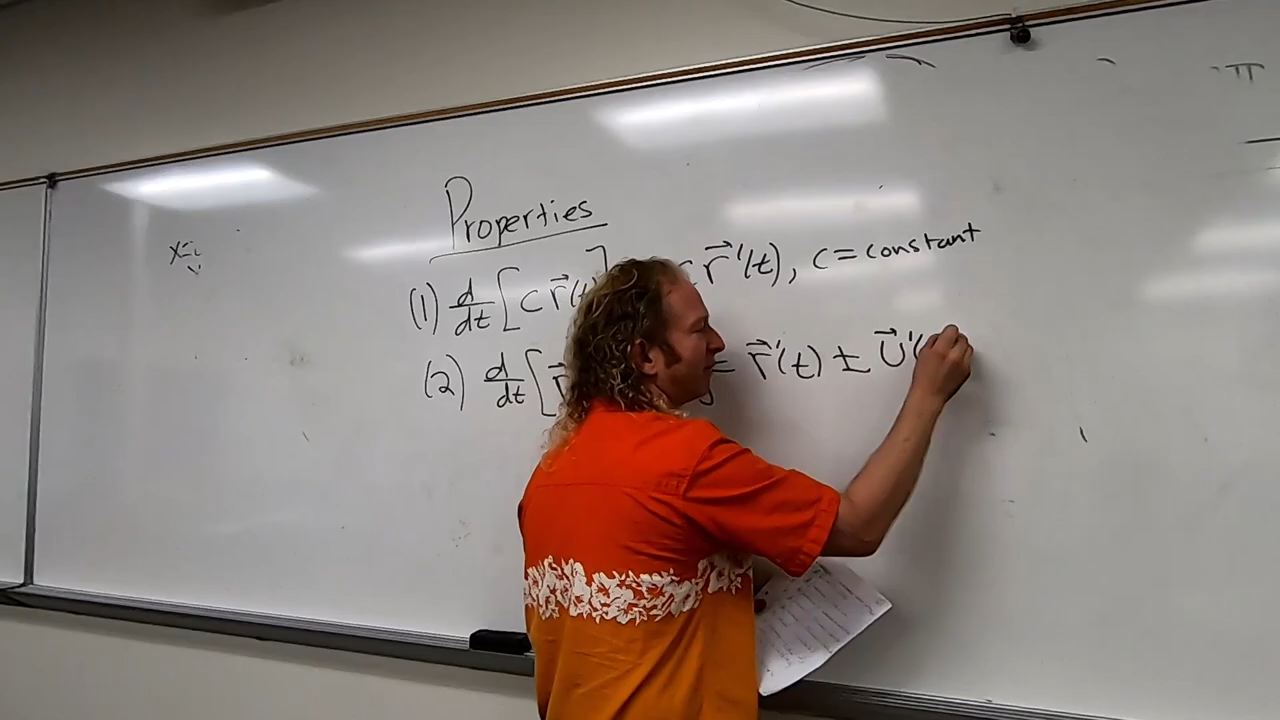 Properties
(1) d/dt [c r⃗(t)] c r⃗'(t), c = constant
(2) d/dt [r⃗ = r⃗'(t) ± u⃗'(